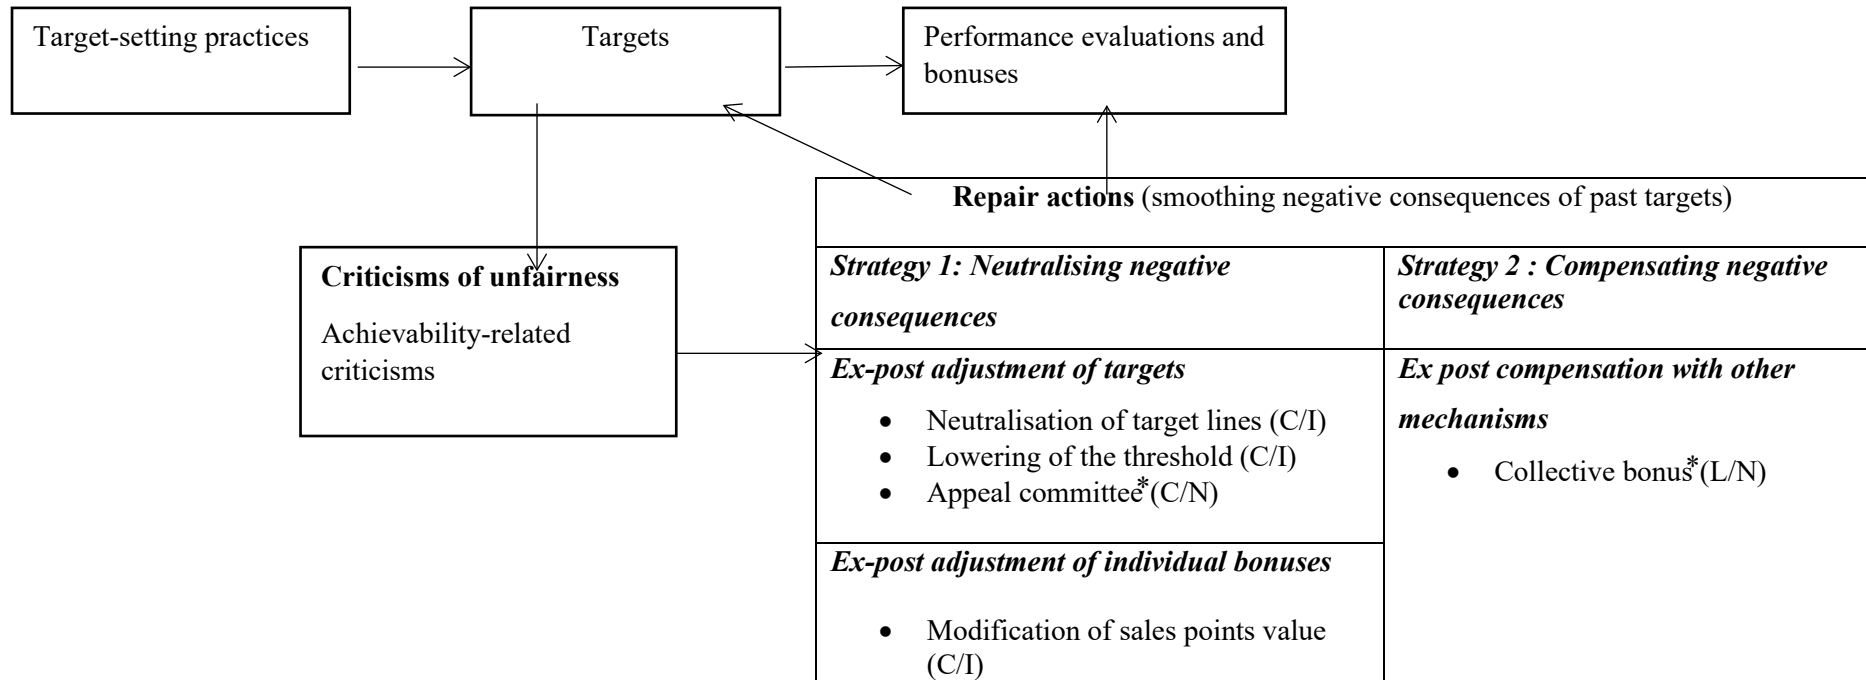 Target-setting practices
Targets
Performance evaluations and
bonuses
Repair actions (smoothing negative consequences of past targets)
Criticisms of unfairness
Achievability-related
criticisms
Strategy 1: Neutralising negative
consequences
Strategy 2 : Compensating negative
consequences
Ex-post adjustment of targets
• Neutralisation of target lines (C/I)
• Lowering of the threshold (C/I)
• Appeal committee*(C/N)
Ex post compensation with other
mechanisms
• Collective bonus*(L/N)
Ex-post adjustment of individual bonuses
• Modification of sales points value
(C/I)